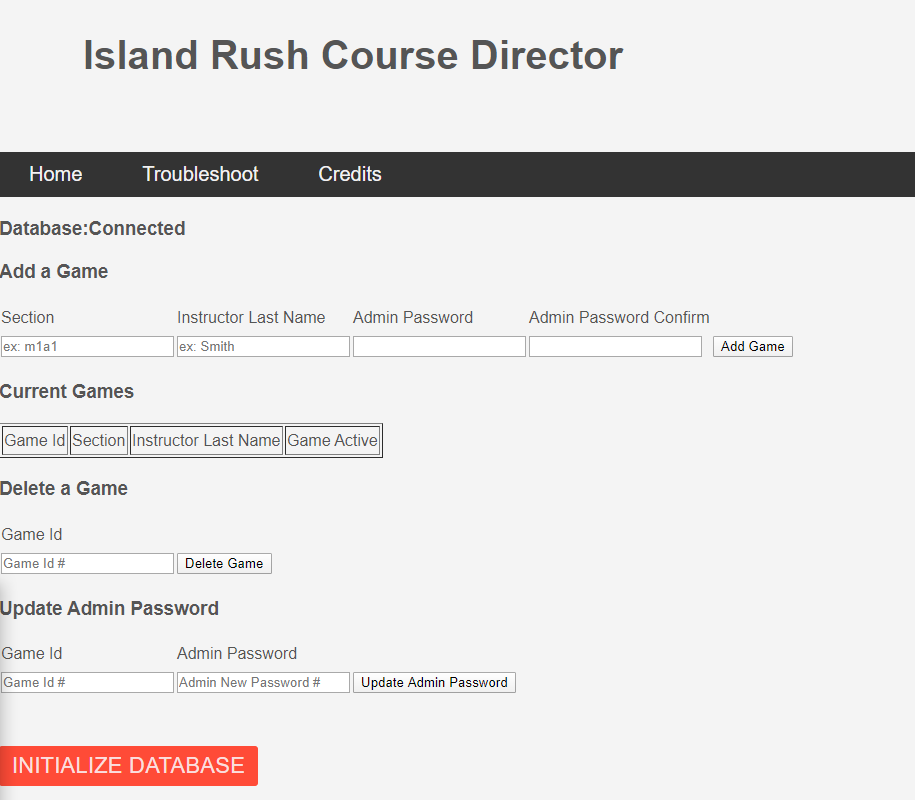 Island Rush Course Director
Home Troubleshoot Credits
Database:Connected
Add a Game
Section Instructor Last Name Admin Password Admin Password Confirm
ex: m1a1 ex: Smith Add Game
Current Games
Game Id Section Instructor Last Name Game Active
Delete a Game
Game Id
Game Id # Delete Game
Update Admin Password
Game Id Admin Password
Game Id # Admin New Password # Update Admin Password
INITIALIZE DATABASE